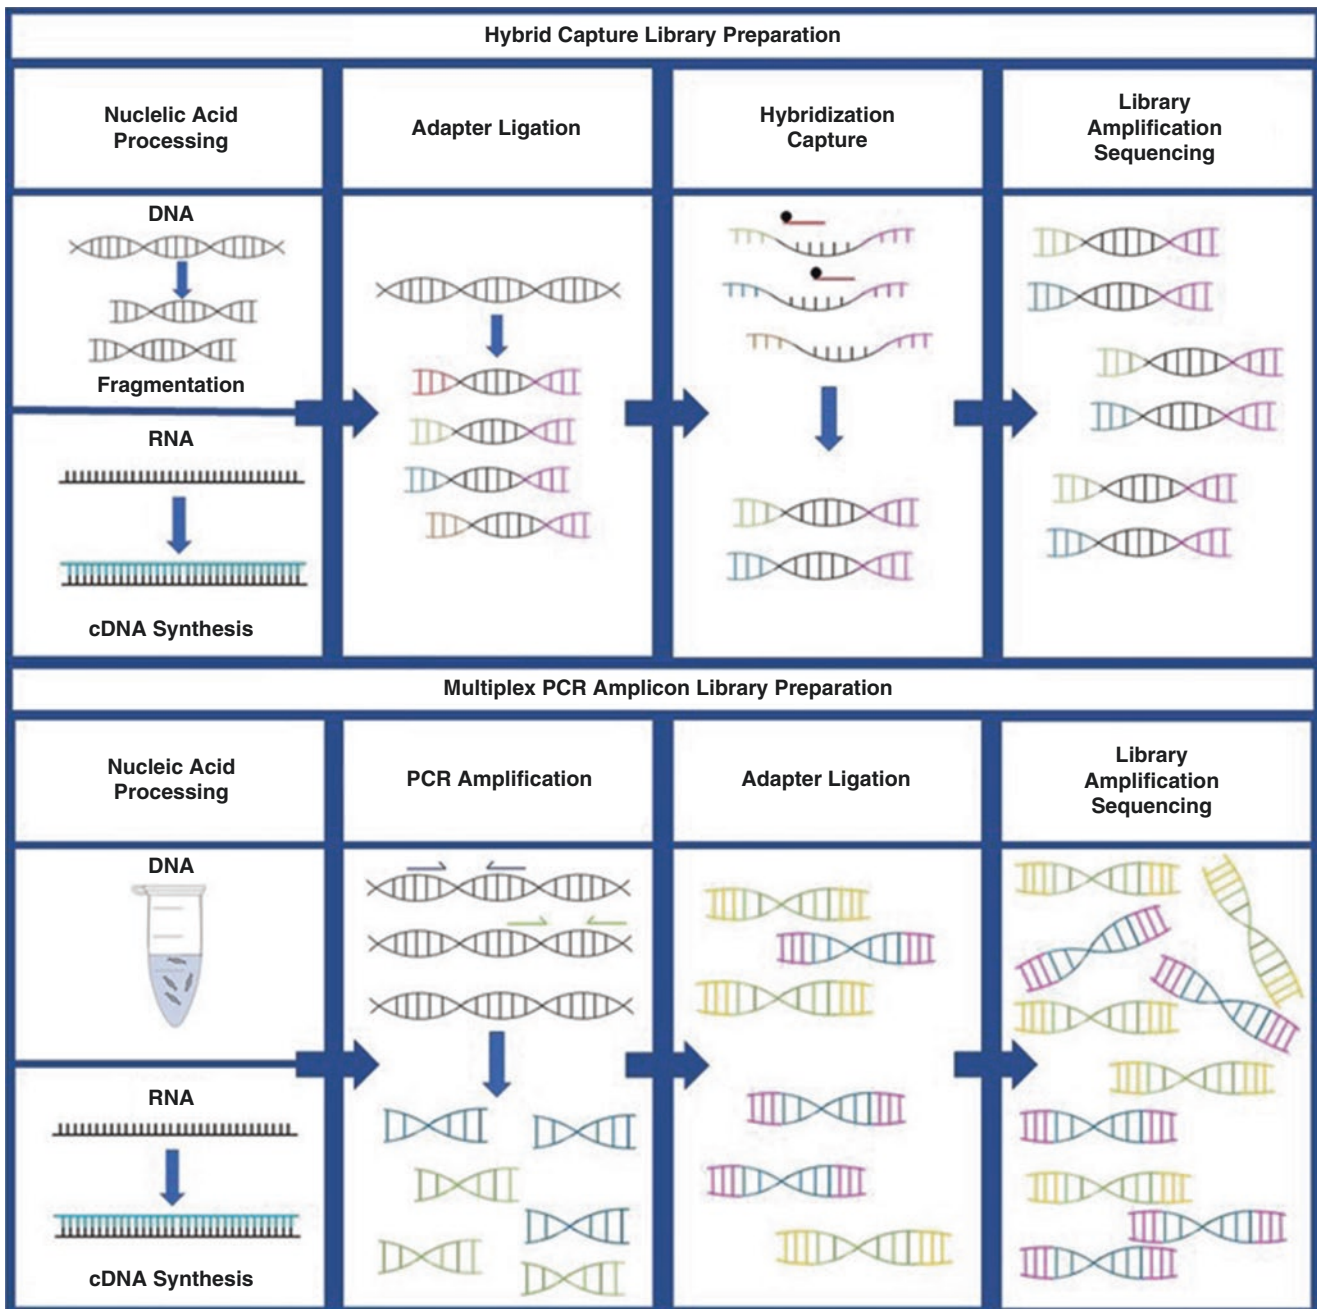 Hybrid Capture Library Preparation
Nuclelic Acid
Processing
Adapter Ligation
Hybridization
Capture
Library
Amplification
Sequencing
DNA
Fragmentation
RNA
cDNA Synthesis
Multiplex PCR Amplicon Library Preparation
Nucleic Acid
Processing
PCR Amplification
Adapter Ligation
Library
Amplification
Sequencing
DNA
RNA
cDNA Synthesis